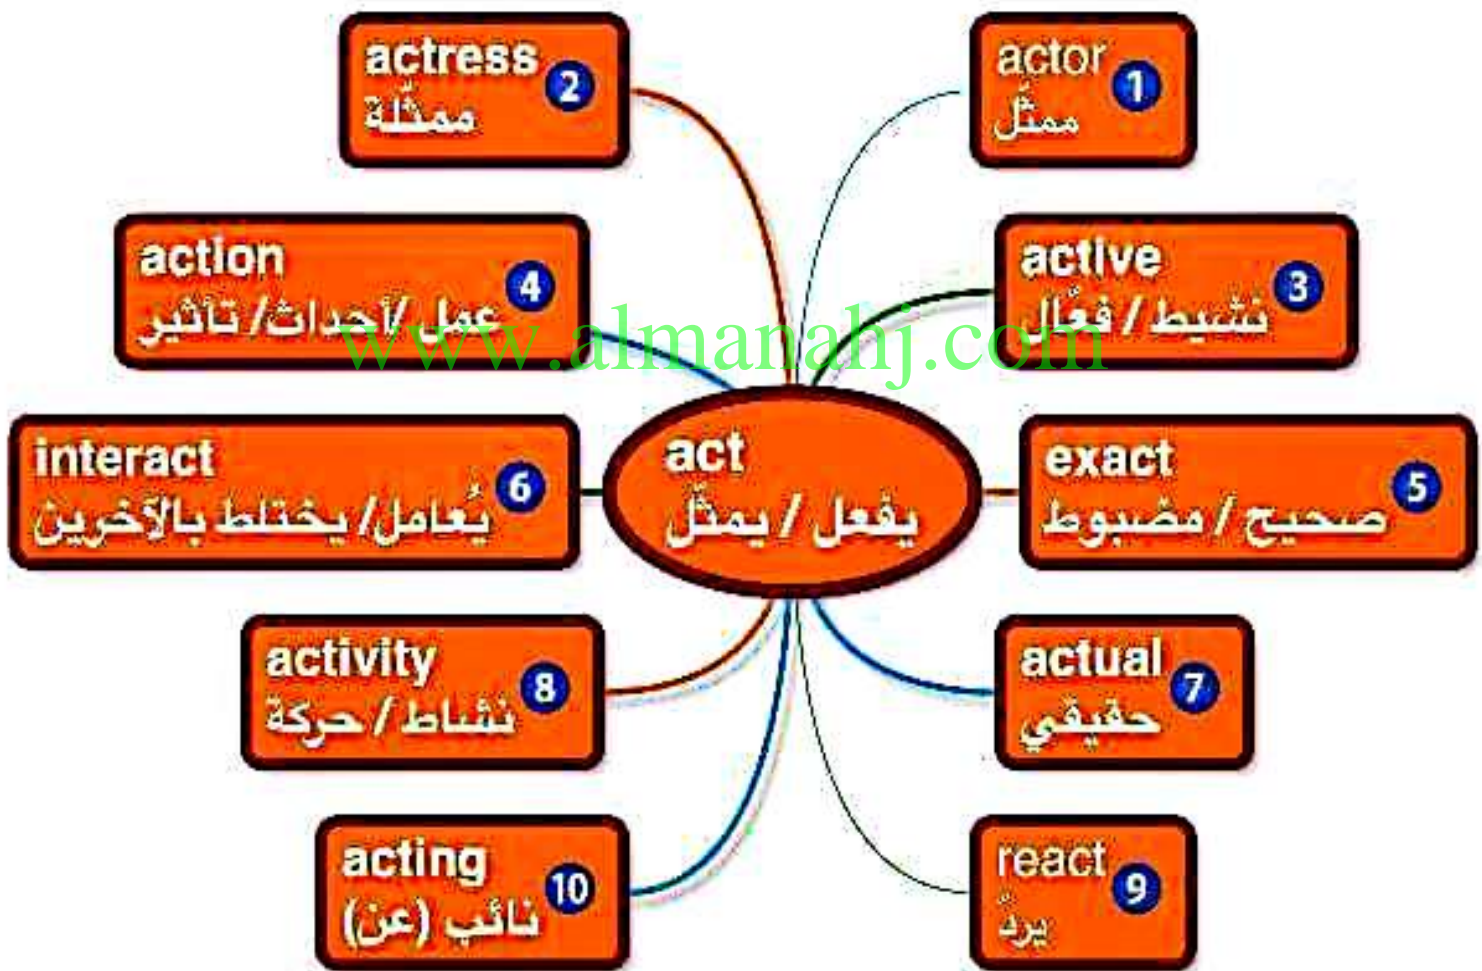 actor
ممثّل
1
actress
ممثّلة
2
active
نشيط / فعّال
3
action
عمل /أحداث/ تأثير
4
www.almanahj.com
act
يفعل / يمثّل
exact
صحيح / مضبوط
5
interact
يُعامل/ يختلط بالآخرين
6
actual
حقيقي
7
activity
نشاط / حركة
8
react
يردّ
9
acting
نائب (عن)
10